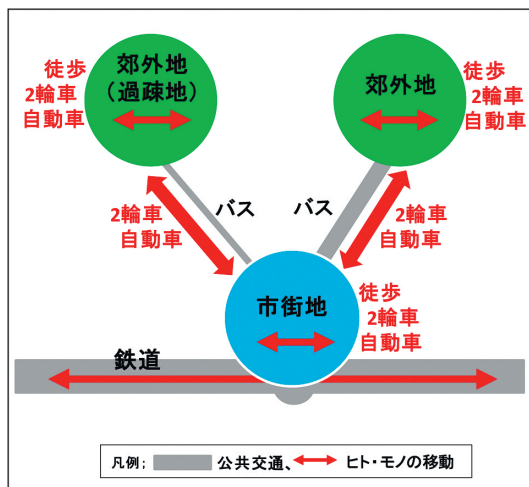 郊外地
(過疎地)
徒歩
2輪車
自動車
郊外地
徒歩
2輪車
自動車
2輪車
自動車
バス
バス
2輪車
自動車
市街地
徒歩
2輪車
自動車
鉄道
凡例; 公共交通、 ヒト・モノの移動